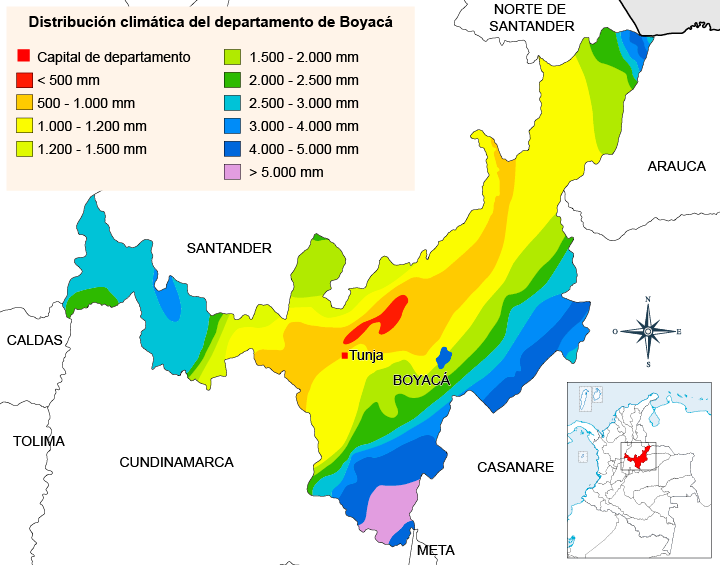 Distribución climática del departamento de Boyacá
Capital de departamento
< 500 mm
500 - 1.000 mm
1.000 - 1.200 mm
1.200 - 1.500 mm
1.500 - 2.000 mm
2.000 - 2.500 mm
2.500 - 3.000 mm
3.000 - 4.000 mm
4.000 - 5.000 mm
> 5.000 mm
NORTE DE
SANTANDER
ARAUCA
SANTANDER
CALDAS
Tunja
BOYACÁ
TOLIMA
CUNDINAMARCA
CASANARE
META
N
O
E
S